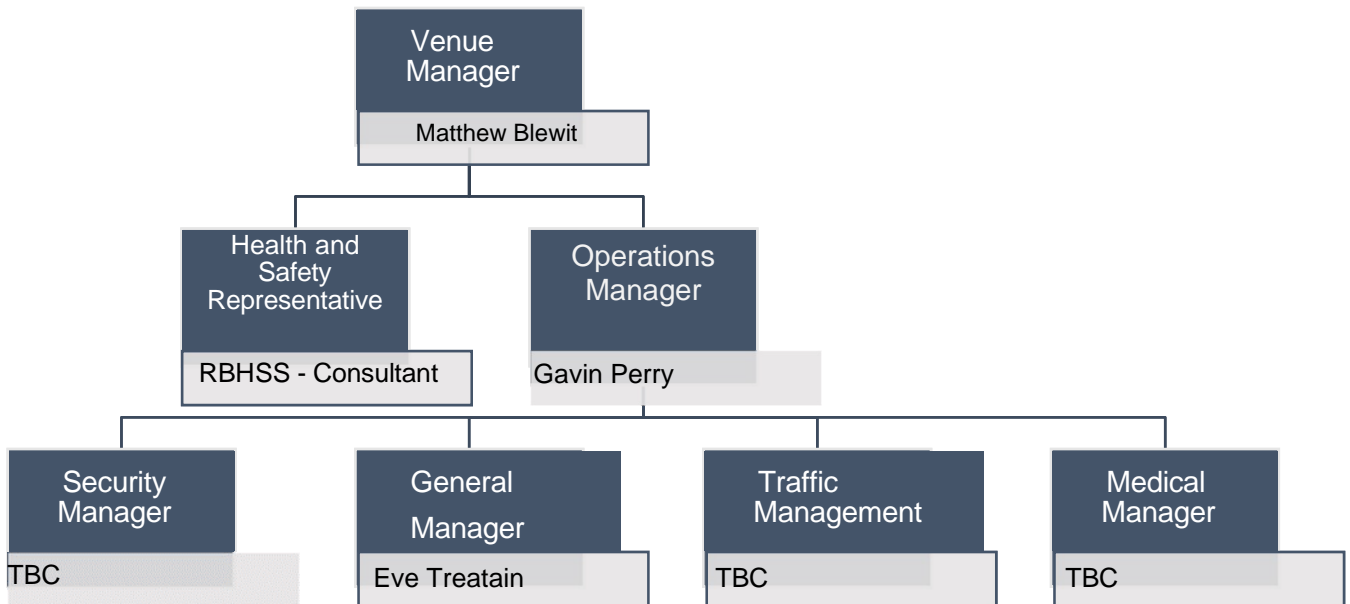 Venue
Manager
Matthew Blewit
Health and
Safety
Representative
RBHSS - Consultant
Operations
Manager
Gavin Perry
Security
Manager
TBC
General
Manager
Eve Treatain
Traffic
Management
TBC
Medical
Manager
TBC